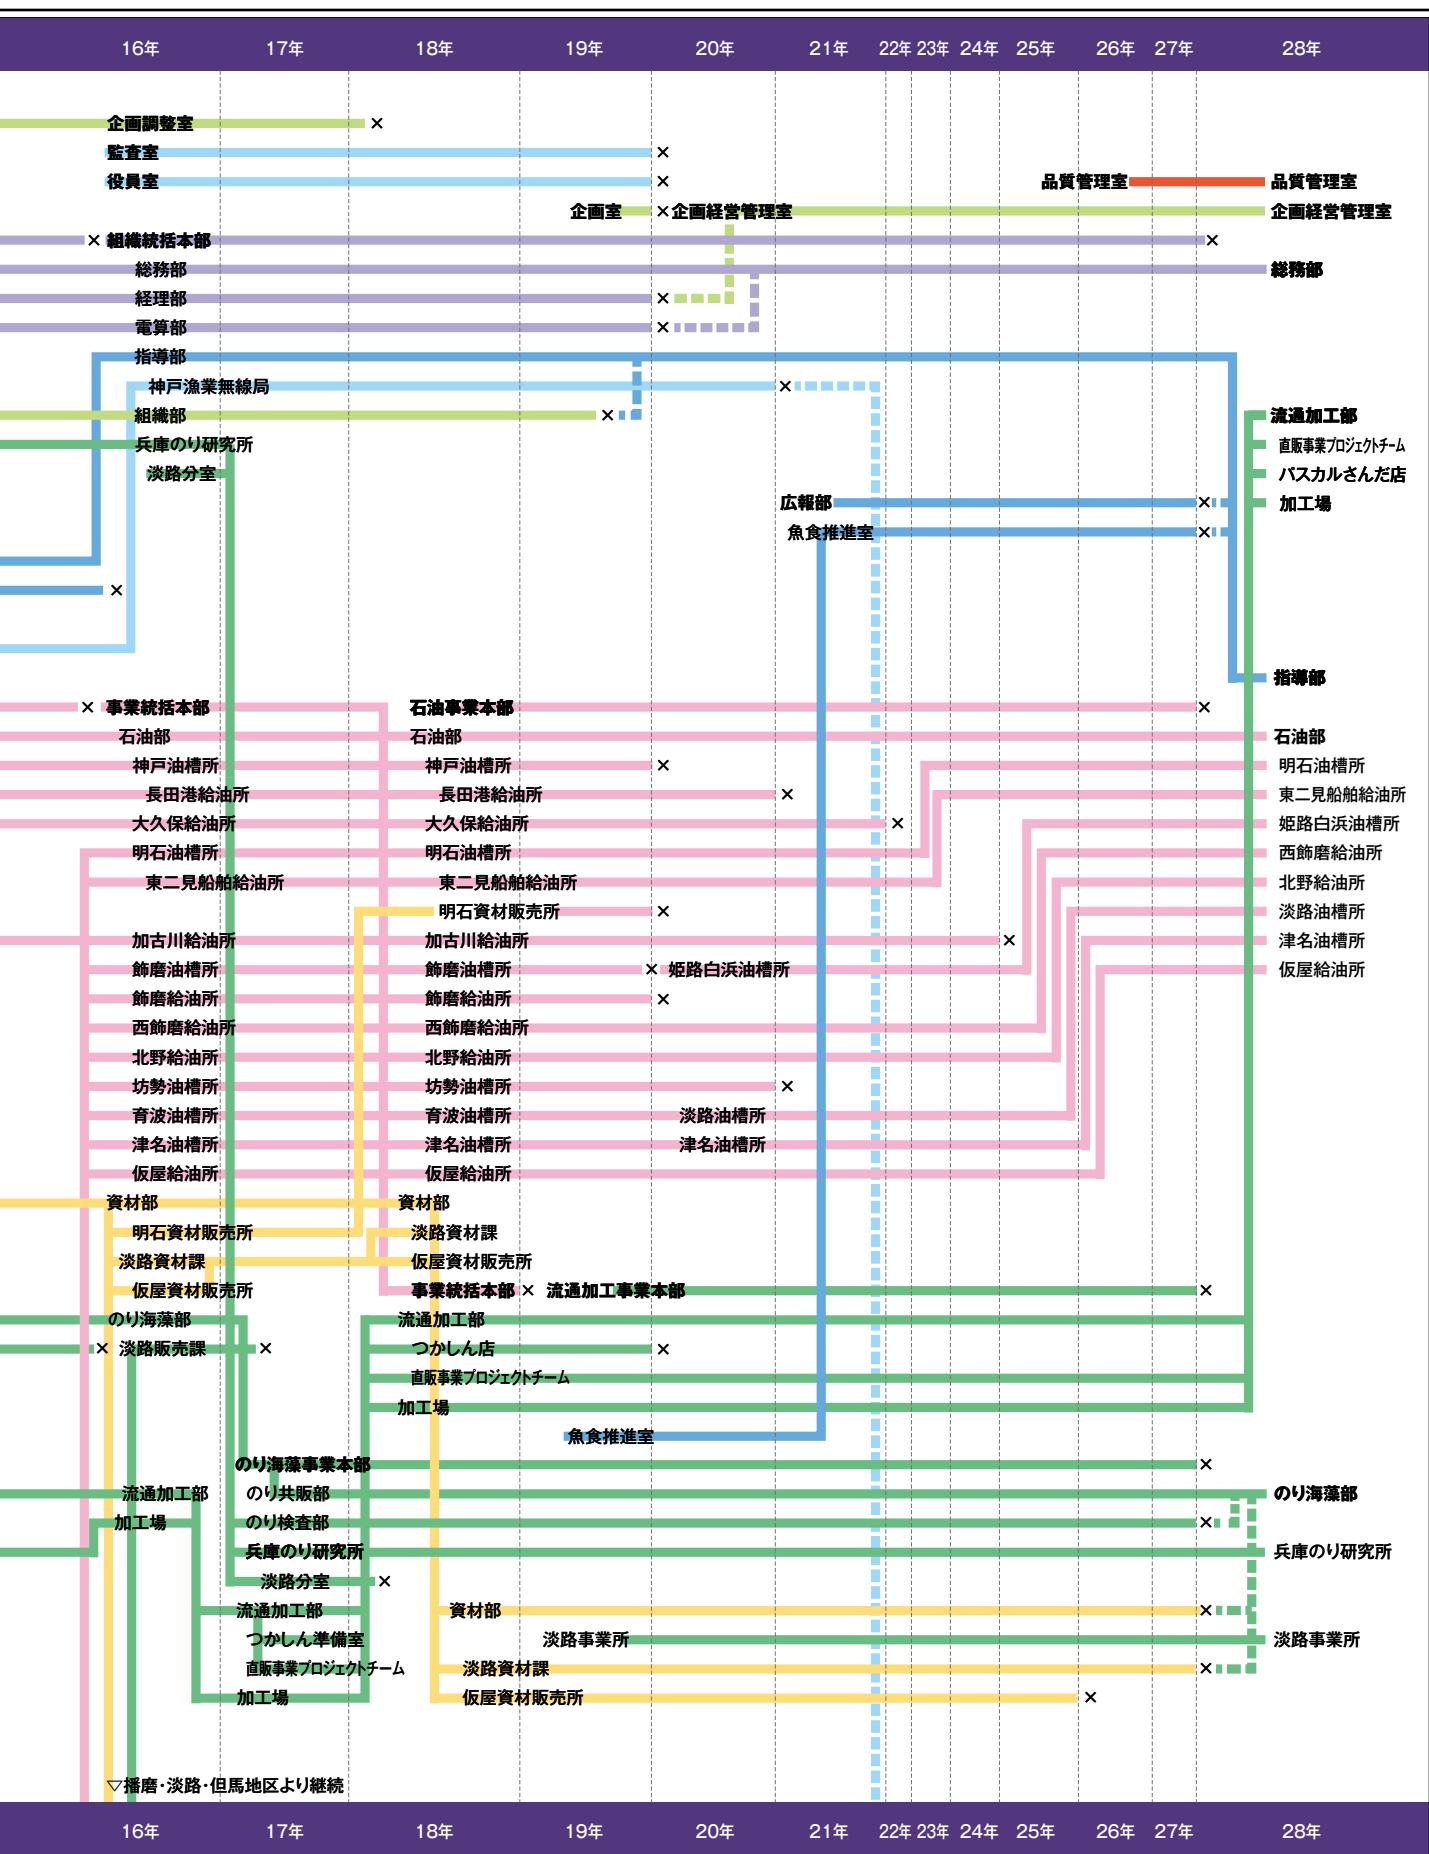 16年 17年 18年 19年 20年 21年 22年 23年 24年 25年 26年 27年 28年
企画調整室 ×
監査室 ×
役員室 × 品質管理室 品質管理室
企画室 × 企画経営管理室 企画経営管理室
× 組織統括本部 ×
総務部 総務部
経理部 ×
電算部 ×
指導部
神戸漁業無線局 ×
組織部 × 流通加工部
兵庫のり研究所 直販事業プロジェクトチーム
淡路分室 パスカルさんだ店
広報部 × 加工場
魚食推進室 ×
×
指導部
× 事業統括本部 石油事業本部 ×
石油部 石油部 石油部
神戸油槽所 神戸油槽所 × 明石油槽所
長田港給油所 長田港給油所 × 東二見船舶給油所
大久保給油所 大久保給油所 × 姫路白浜油槽所
明石油槽所 明石油槽所 西飾磨給油所
東二見船舶給油所 東二見船舶給油所 北野給油所
明石資材販売所 × 淡路油槽所
加古川給油所 加古川給油所 × 津名油槽所
飾磨油槽所 飾磨油槽所 × 姫路白浜油槽所 仮屋給油所
飾磨給油所 飾磨給油所 ×
西飾磨給油所 西飾磨給油所
北野給油所 北野給油所
坊勢油槽所 坊勢油槽所 ×
育波油槽所 育波油槽所 淡路油槽所
津名油槽所 津名油槽所 津名油槽所
仮屋給油所 仮屋給油所
資材部 資材部
明石資材販売所 淡路資材課
淡路資材課 仮屋資材販売所
仮屋資材販売所 事業統括本部 × 流通加工事業本部 ×
のり海藻部 流通加工部
× 淡路販売課 × つかしん店 ×
直販事業プロジェクトチーム
加工場
魚食推進室
のり海藻事業本部 ×
流通加工部 のり共販部 のり海藻部
加工場 のり検査部 ×
兵庫のり研究所 兵庫のり研究所
淡路分室 ×
流通加工部 資材部 ×
つかしん準備室 淡路事業所 淡路事業所
直販事業プロジェクトチーム 淡路資材課 ×
加工場 仮屋資材販売所 ×
▽播磨・淡路・但馬地区より継続
16年 17年 18年 19年 20年 21年 22年 23年 24年 25年 26年 27年 28年